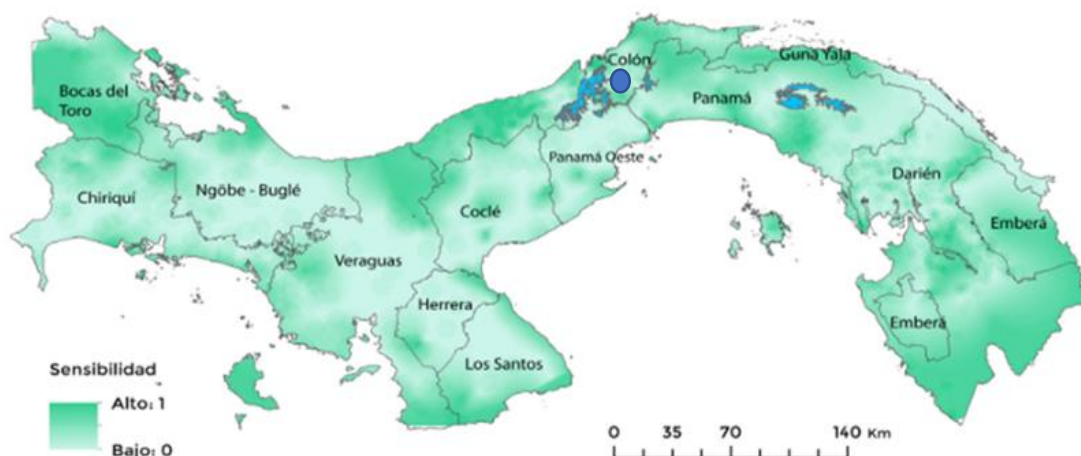 Colón
Guna Yala
Bocas del
Toro
Panamá
Panamá Oeste
Chiriquí
Ngöbe - Buglé
Coclé
Darién
Emberá
Veraguas
Herrera
Emberá
Los Santos
Sensibilidad
Alto: 1
Bajo: 0
0 35 70 140 Km